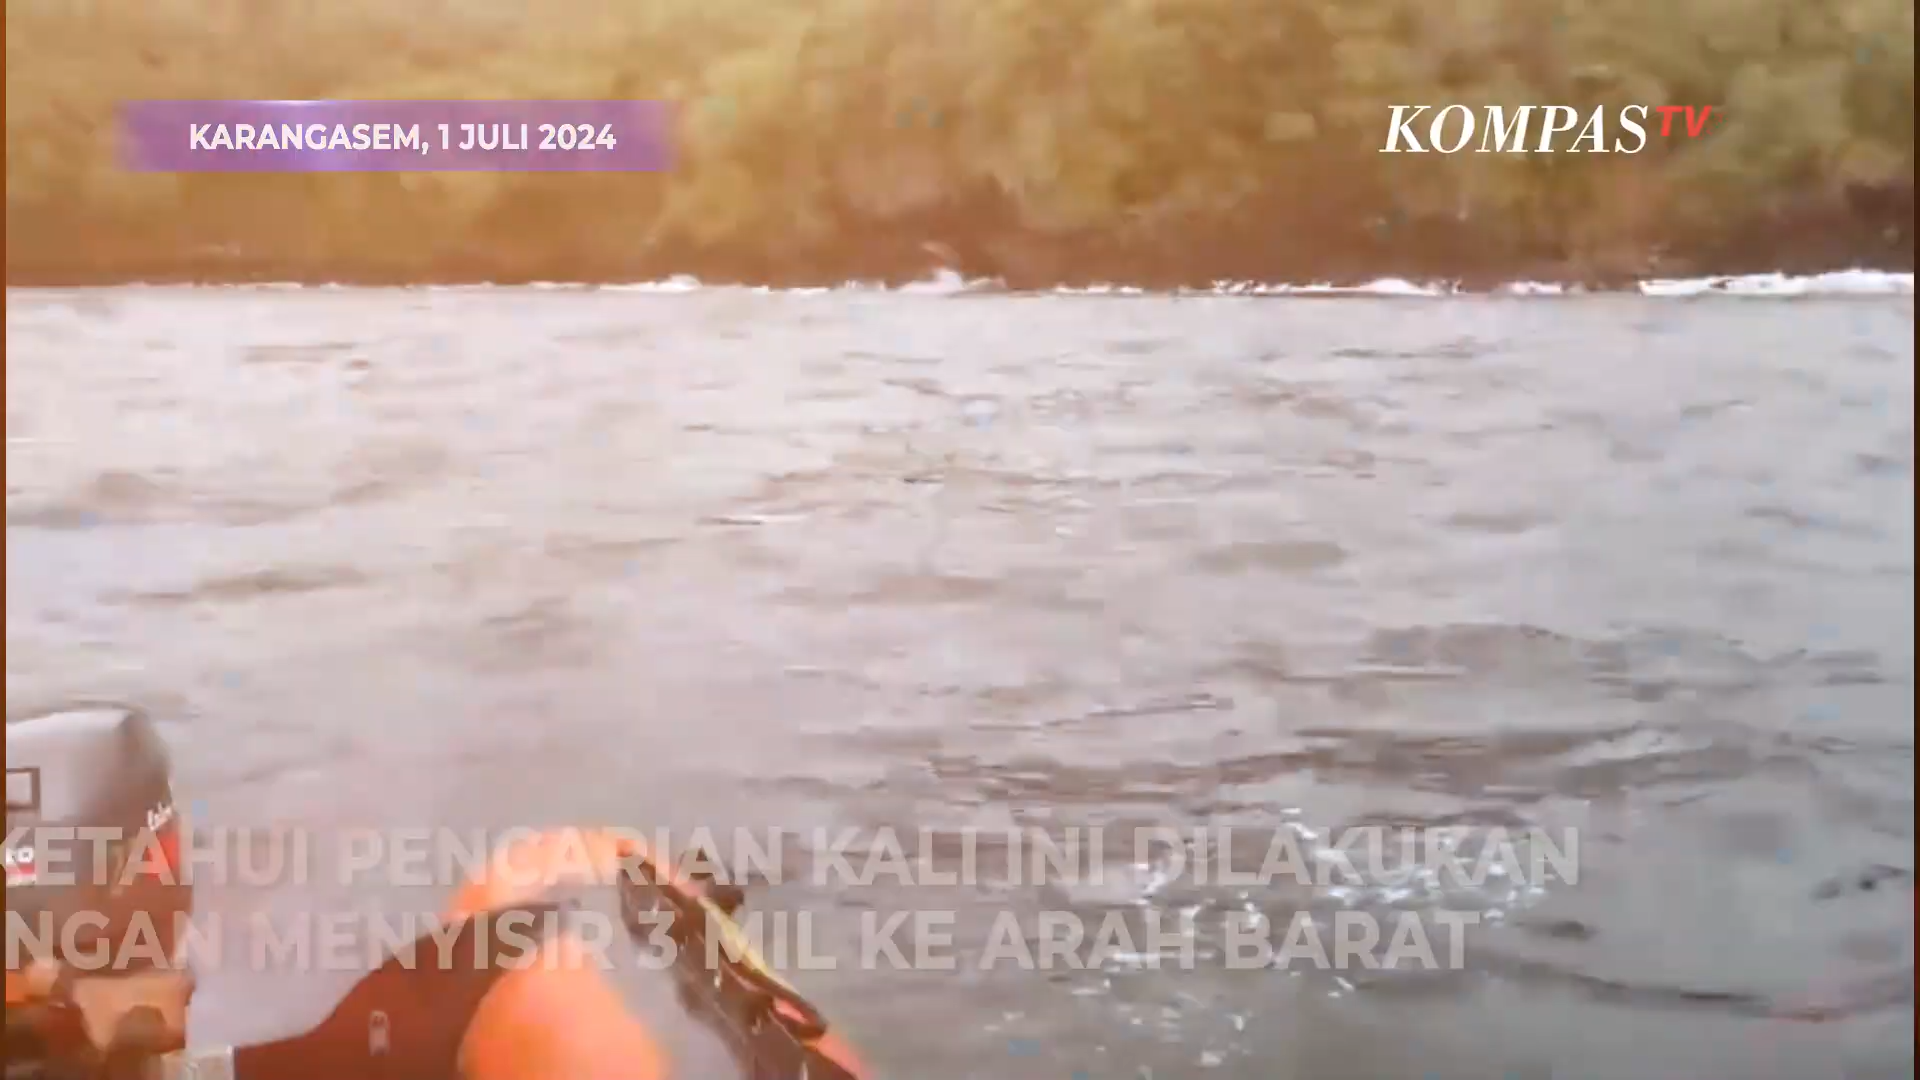 KARANGASEM, 1 JULI 2024
KOMPAS TV
KETAHUI PENCARIAN KALI INI DILAKUKAN
NGAN MENYISIR 3 MIL KE ARAH BARAT